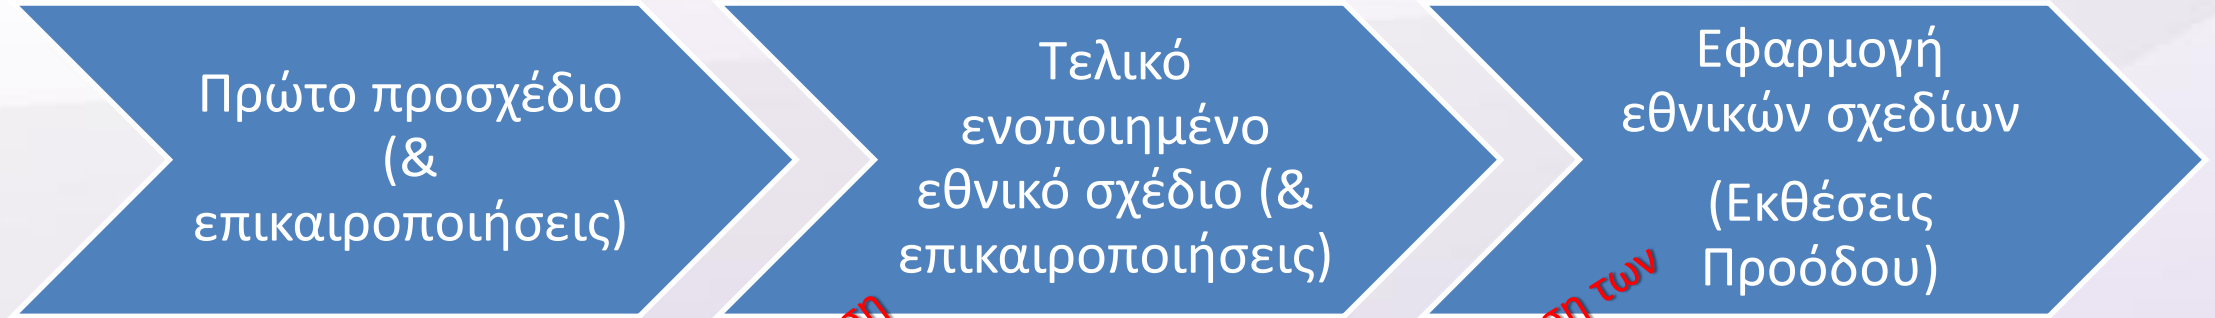 Πρώτο προσχέδιο
(&
επικαιροποιήσεις)
Τελικό
ενοποιημένο
εθνικό σχέδιο (&
επικαιροποιήσεις)
Εφαρμογή
εθνικών σχεδίων
(Εκθέσεις
Προόδου)
των